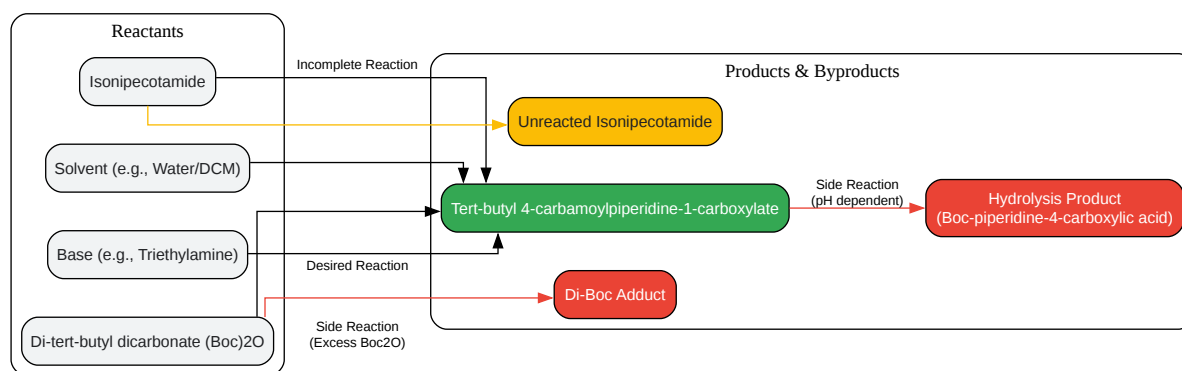 Reactants
Isonipecotamide
Incomplete Reaction
Products & Byproducts
Unreacted Isonipecotamide
Solvent (e.g., Water/DCM)
Tert-butyl 4-carbamoylpiperidine-1-carboxylate
Side Reaction
(pH dependent)
Hydrolysis Product
(Boc-piperidine-4-carboxylic acid)
Base (e.g., Triethylamine)
Desired Reaction
Di-Boc Adduct
Di-tert-butyl dicarbonate (Boc)2O
Side Reaction
(Excess Boc2O)